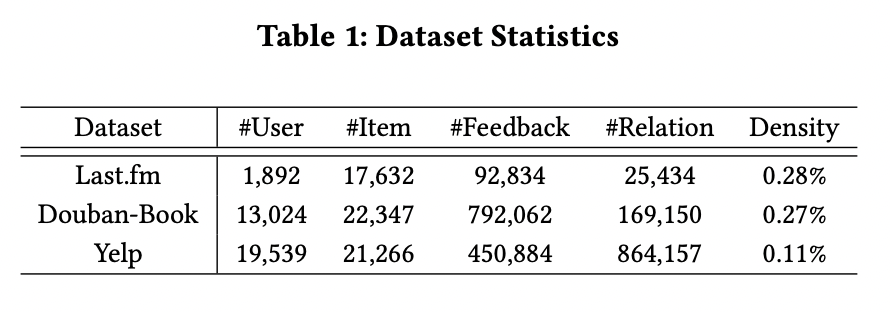 Table 1: Dataset Statistics
Dataset #User #Item #Feedback #Relation Density
Last.fm 1,892 17,632 92,834 25,434 0.28%
Douban-Book 13,024 22,347 792,062 169,150 0.27%
Yelp 19,539 21,266 450,884 864,157 0.11%